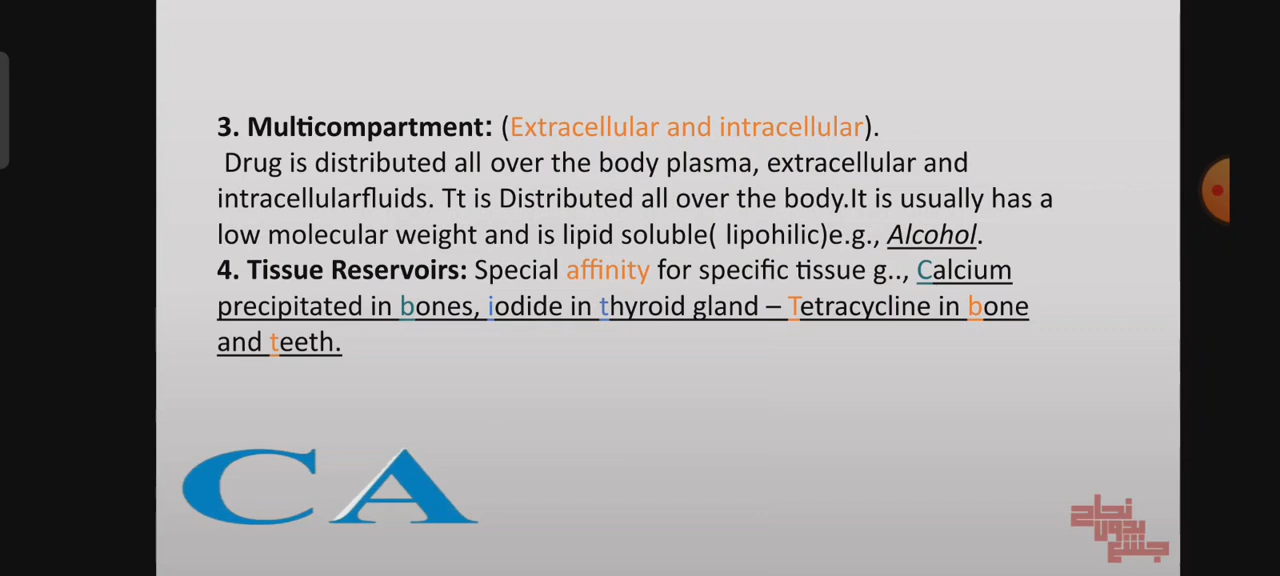 3. Multicompartment: (Extracellular and intracellular).
Drug is distributed all over the body plasma, extracellular and
intracellularfluids. Tt is Distributed all over the body.It is usually has a
low molecular weight and is lipid soluble( lipohilic)e.g., Alcohol.
4. Tissue Reservoirs: Special affinity for specific tissue g.., Calcium
precipitated in bones, iodide in thyroid gland – Tetracycline in bone
and teeth.
CA
نجاح
بدون
جشع